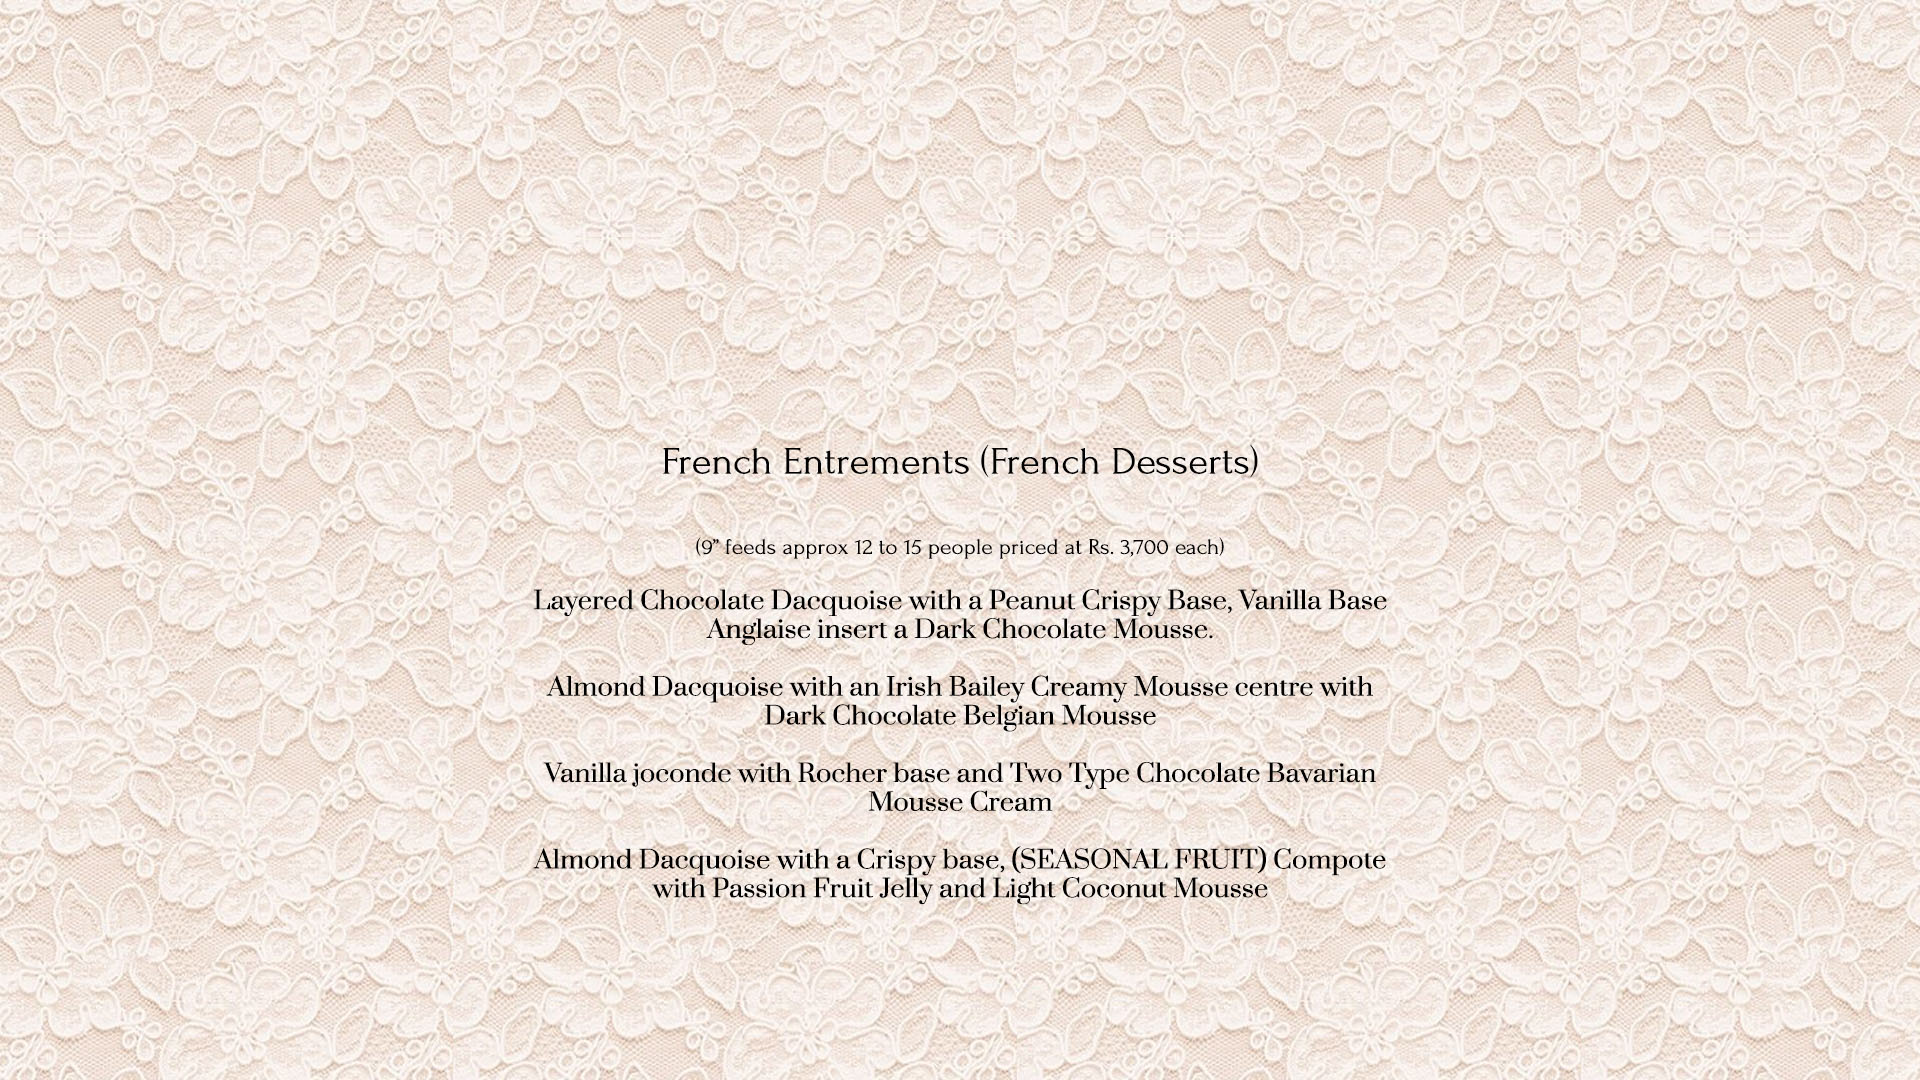 French Entrements (French Desserts)
(9” feeds approx 12 to 15 people priced at Rs. 3,700 each)
Layered Chocolate Dacquoise with a Peanut Crispy Base, Vanilla Base
Anglaise insert a Dark Chocolate Mousse.
Almond Dacquoise with an Irish Bailey Creamy Mousse centre with
Dark Chocolate Belgian Mousse
Vanilla joconde with Rocher base and Two Type Chocolate Bavarian
Mousse Cream
Almond Dacquoise with a Crispy base, (SEASONAL FRUIT) Compote
with Passion Fruit Jelly and Light Coconut Mousse